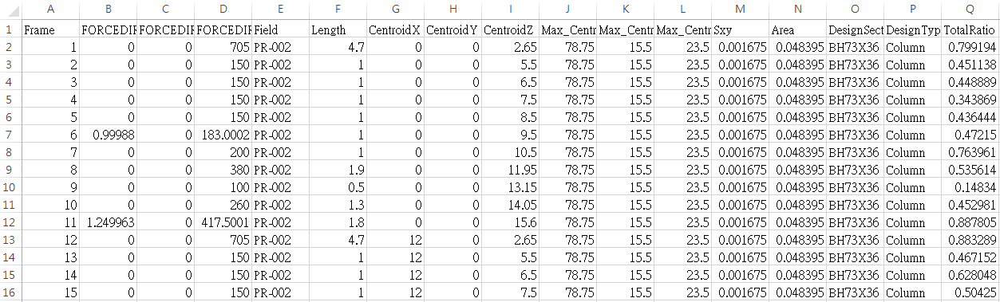 A B C D E F G H I J K L M N O P Q
1 Frame FORCEDIF FORCEDIF FORCEDIF Field Length CentroidX CentroidY CentroidZ Max_Centr Max_Centr Max_Centr Sxy Area DesignSect DesignTyp TotalRatio
2 1 0 0 705 PR-002 4.7 0 0 2.65 78.75 15.5 23.5 0.001675 0.048395 BH73X36 Column 0.799194
3 2 0 0 150 PR-002 1 0 0 5.5 78.75 15.5 23.5 0.001675 0.048395 BH73X36 Column 0.451138
4 3 0 0 150 PR-002 1 0 0 6.5 78.75 15.5 23.5 0.001675 0.048395 BH73X36 Column 0.448889
5 4 0 0 150 PR-002 1 0 0 7.5 78.75 15.5 23.5 0.001675 0.048395 BH73X36 Column 0.343869
6 5 0 0 150 PR-002 1 0 0 8.5 78.75 15.5 23.5 0.001675 0.048395 BH73X36 Column 0.436444
7 6 0.99988 0 183.0002 PR-002 1 0 0 9.5 78.75 15.5 23.5 0.001675 0.048395 BH73X36 Column 0.47215
8 7 0 0 200 PR-002 1 0 0 10.5 78.75 15.5 23.5 0.001675 0.048395 BH73X36 Column 0.763961
9 8 0 0 380 PR-002 1.9 0 0 11.95 78.75 15.5 23.5 0.001675 0.048395 BH73X36 Column 0.535614
10 9 0 0 100 PR-002 0.5 0 0 13.15 78.75 15.5 23.5 0.001675 0.048395 BH73X36 Column 0.14834
11 10 0 0 260 PR-002 1.3 0 0 14.05 78.75 15.5 23.5 0.001675 0.048395 BH73X36 Column 0.452981
12 11 1.249963 0 417.5001 PR-002 1.8 0 0 15.6 78.75 15.5 23.5 0.001675 0.048395 BH73X36 Column 0.887805
13 12 0 0 705 PR-002 4.7 12 0 2.65 78.75 15.5 23.5 0.001675 0.048395 BH73X36 Column 0.883289
14 13 0 0 150 PR-002 1 12 0 5.5 78.75 15.5 23.5 0.001675 0.048395 BH73X36 Column 0.467152
15 14 0 0 150 PR-002 1 12 0 6.5 78.75 15.5 23.5 0.001675 0.048395 BH73X36 Column 0.628048
16 15 0 0 150 PR-002 1 12 0 7.5 78.75 15.5 23.5 0.001675 0.048395 BH73X36 Column 0.50425